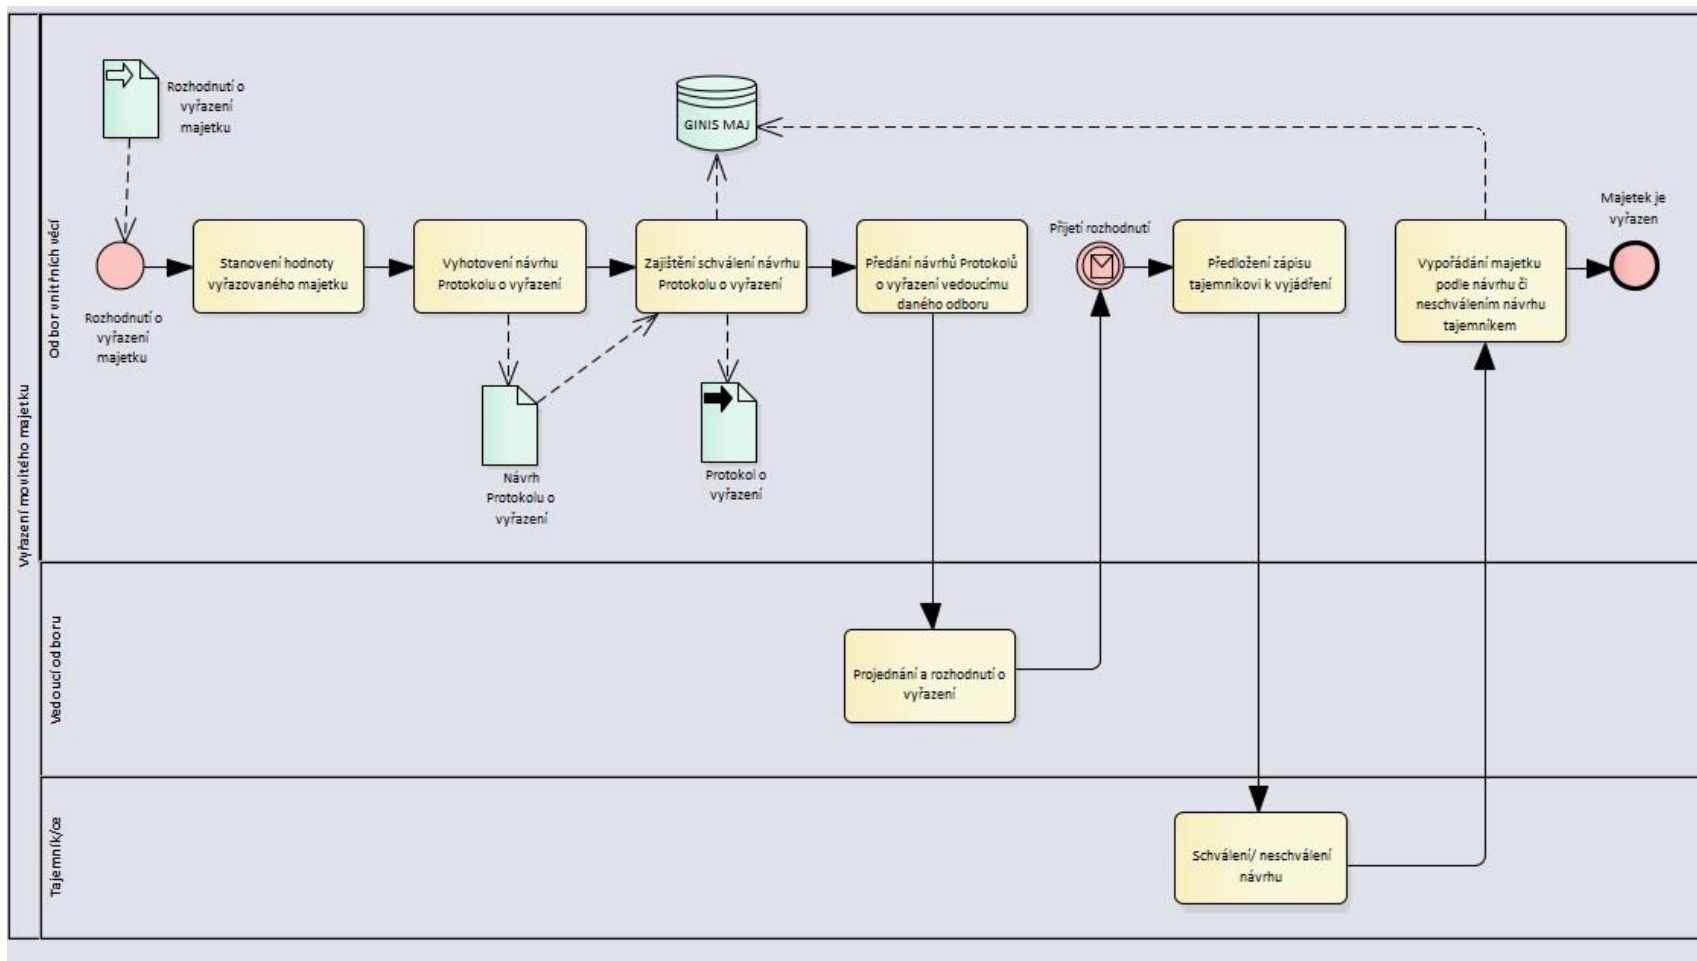 Vyřazení movitého majetku
Odbor vnitřních věcí
Rozhodnutí o
vyřazení
majetku
Rozhodnutí o
vyřazení
majetku
Stanovení hodnoty
vyřazovaného majetku
Vyhotovení návrhu
Protokolu o vyřazení
Návrh
Protokolu o
vyřazení
GINIS MAJ
Zajištění schválení návrhu
Protokolu o vyřazení
Protokol o
vyřazení
Předání návrhů Protokolů
o vyřazení vedoucímu
daného odboru
Přijetí rozhodnutí
Předložení zápisu
tajemníkovi k vyjádření
Vypořádání majetku
podle návrhu či
neschválením návrhu
tajemníkem
Majetek je
vyřazen
Vedoucí odboru
Projednání a rozhodnutí o
vyřazení
Tajemník/ce
Schválení/ neschválení
návrhu